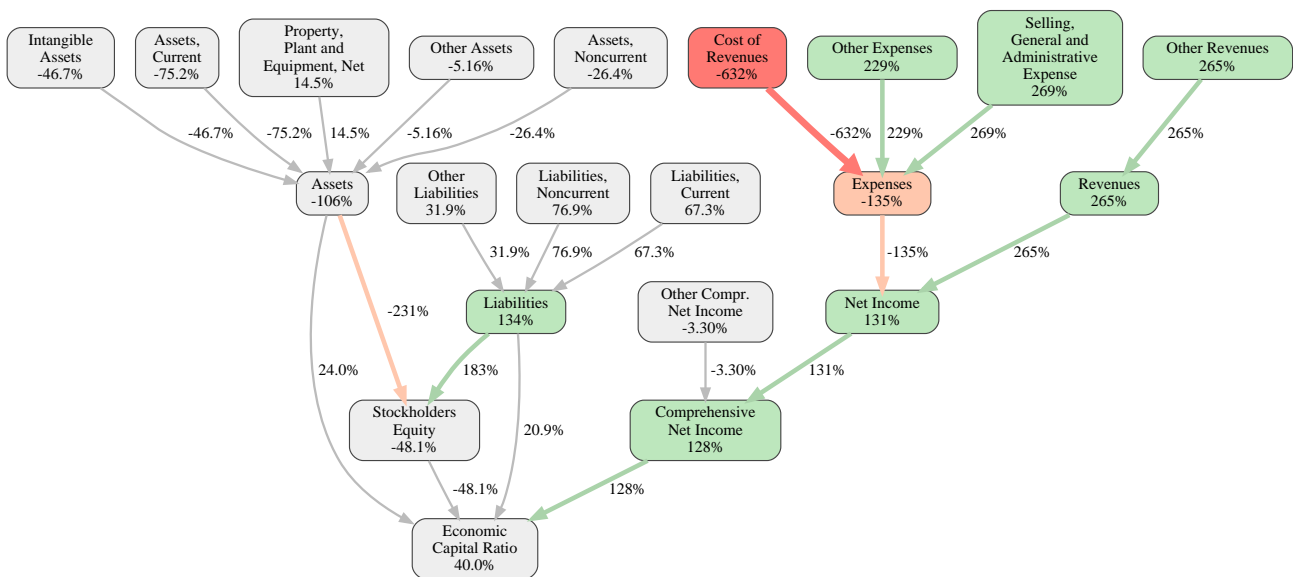 Intangible
Assets
-46.7%
Assets,
Current
-75.2%
Property,
Plant and
Equipment, Net
14.5%
Other Assets
-5.16%
Assets,
Noncurrent
-26.4%
Cost of
Revenues
-632%
Other Expenses
229%
Selling,
General and
Administrative
Expense
269%
Other Revenues
265%
-46.7%
-75.2%
14.5%
-5.16%
-26.4%
-632%
229%
269%
265%
Assets
-106%
Other
Liabilities
31.9%
Liabilities,
Noncurrent
76.9%
Liabilities,
Current
67.3%
Expenses
-135%
Revenues
265%
31.9%
76.9%
67.3%
-135%
265%
-231%
Liabilities
134%
Other Compr.
Net Income
-3.30%
Net Income
131%
24.0%
183%
-3.30%
131%
Stockholders
Equity
-48.1%
20.9%
Comprehensive
Net Income
128%
-48.1%
128%
Economic
Capital Ratio
40.0%